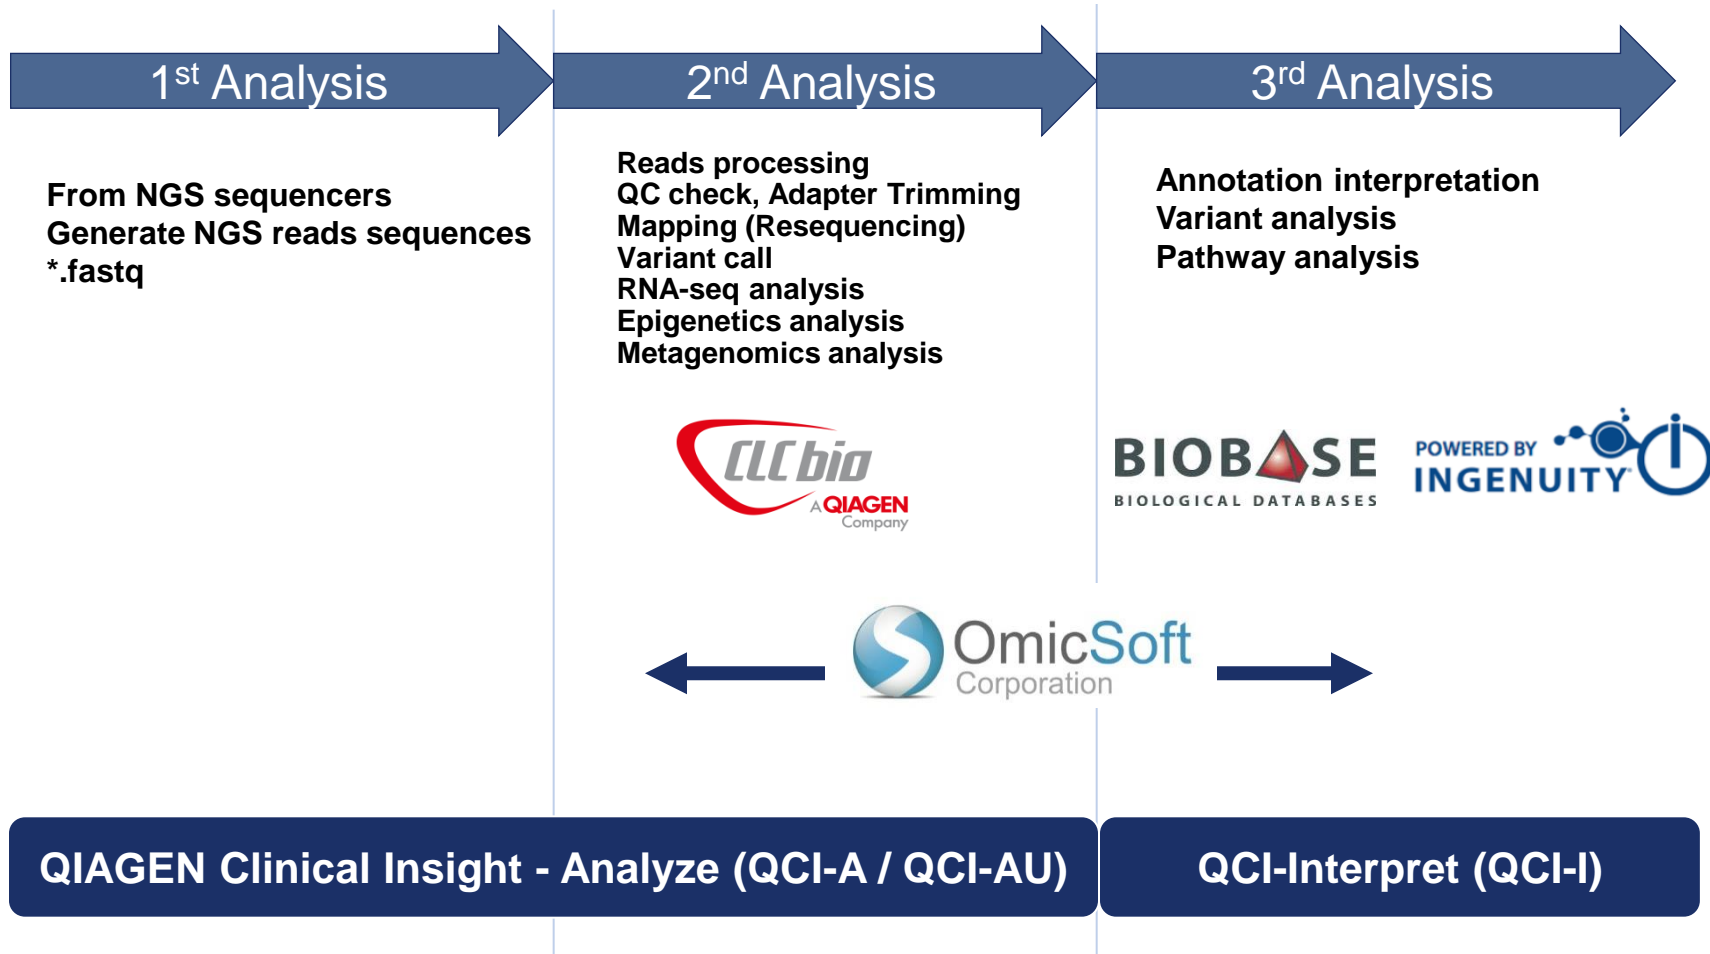 1st Analysis
2nd Analysis
3rd Analysis
From NGS sequencers
Generate NGS reads sequences
*.fastq
Reads processing
QC check, Adapter Trimming
Mapping (Resequencing)
Variant call
RNA-seq analysis
Epigenetics analysis
Metagenomics analysis
Annotation interpretation
Variant analysis
Pathway analysis
CLC bio
A QIAGEN
Company
BIOBASE
BIOLOGICAL DATABASES
POWERED BY
INGENUITY
OmicSoft
Corporation
QIAGEN Clinical Insight - Analyze (QCI-A / QCI-AU)
QCI-Interpret (QCI-I)